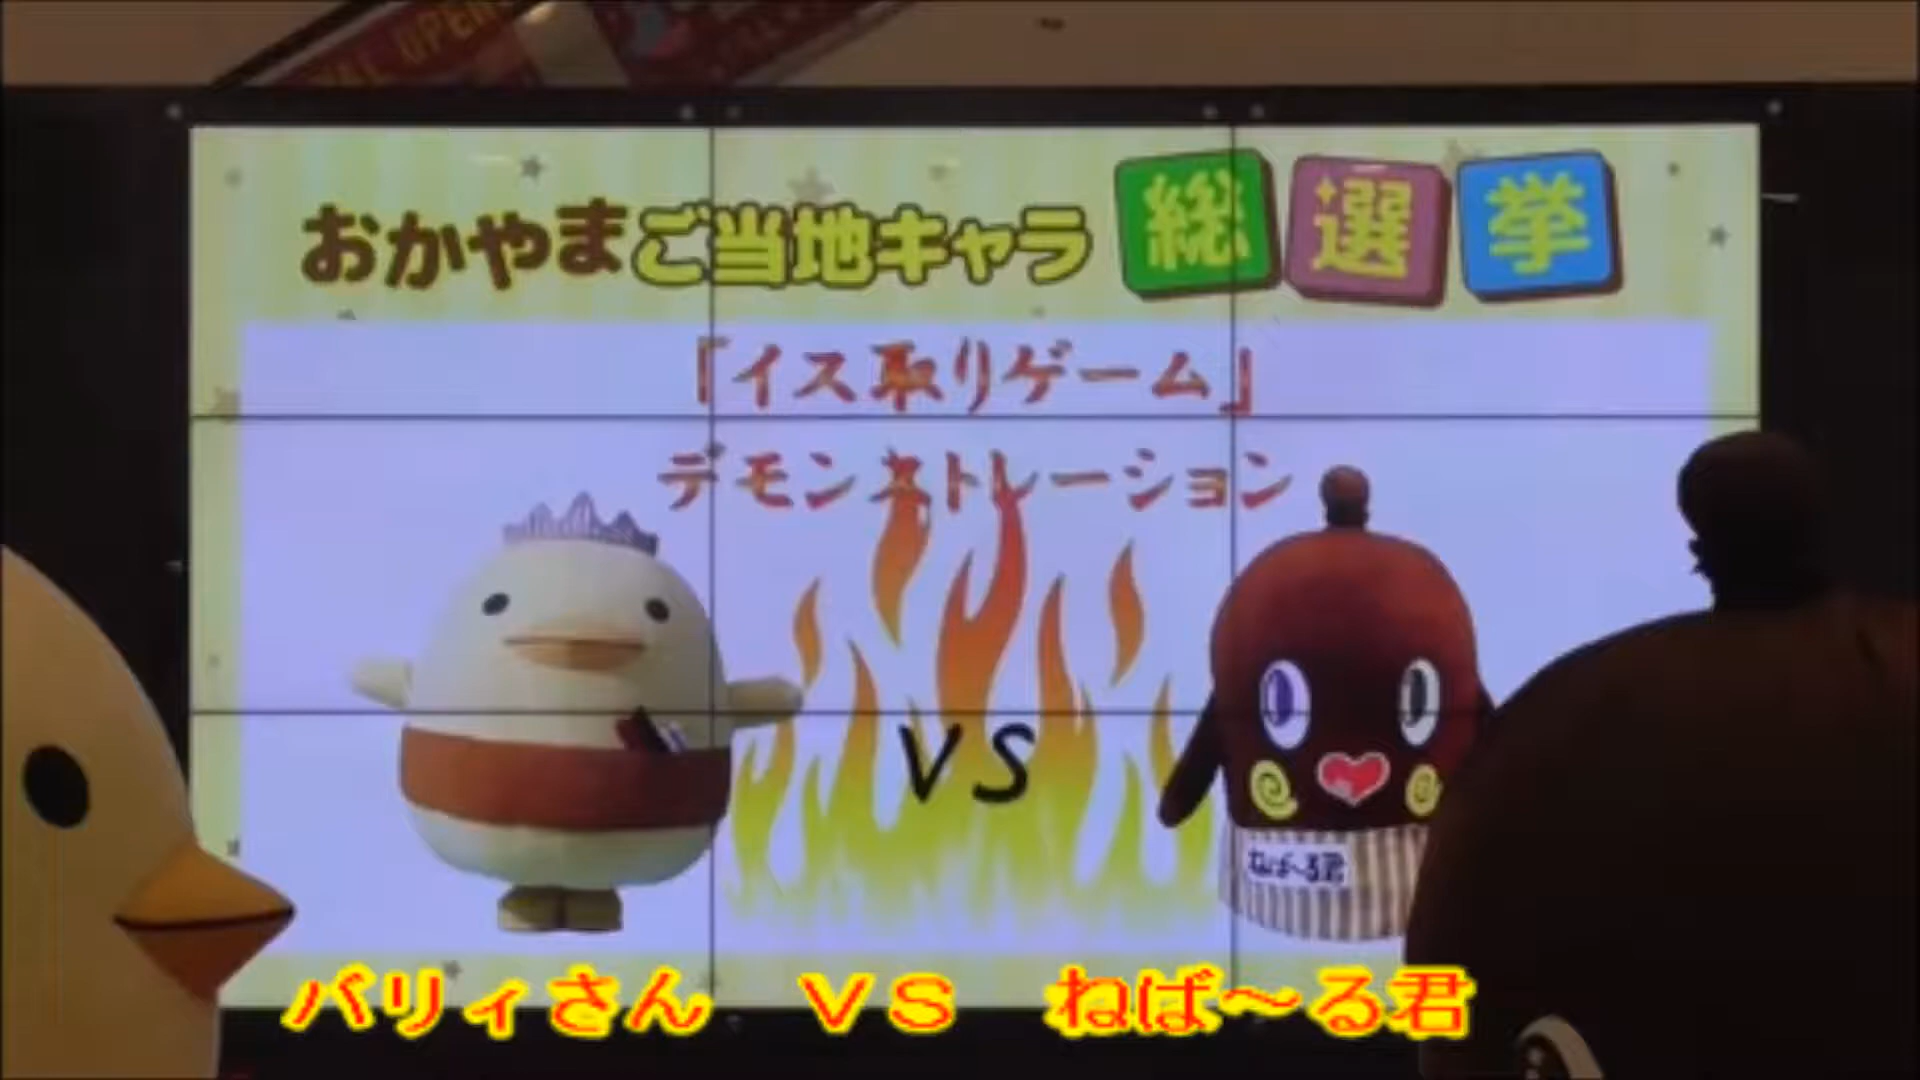 おかやまご当地キャラ 総選挙
「イス取りゲーム」
デモンストレーション
VS
ねば〜る君
バリィさん VS ねば〜る君